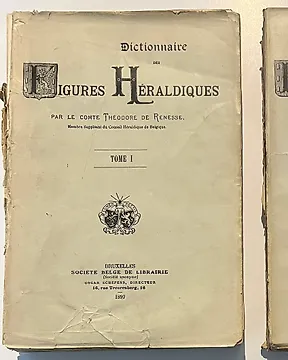 Dictionnaire
DES
FIGURES HÉRALDIQUES
PAR LE COMTE THÉODORE DE RENESSE,
Membre Suppléant du Conseil Héraldique de Belgique.
TOME I
BRUXELLES
SOCIÉTÉ BELGE DE LIBRAIRIE
(Société anonyme)
OSCAR SCHEPENS, DIRECTEUR
16, rue Treurenberg, 16